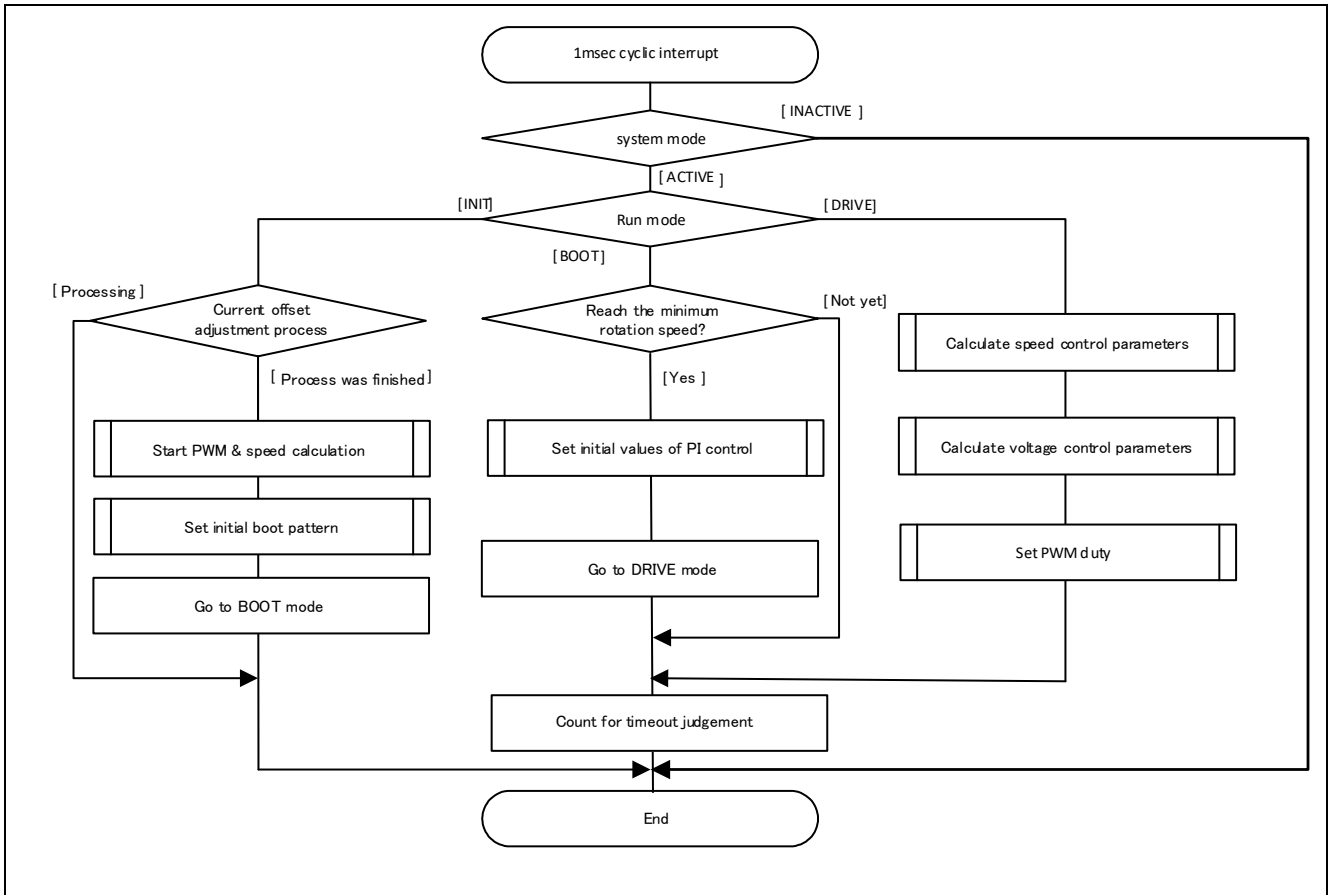 1msec cyclic interrupt
[ INACTIVE ]
system mode
[ ACTIVE ]
[INIT]
Run mode
[ DRIVE]
[ BOOT]
[ Processing ]
Current offset
adjustment process
Reach the minimum
rotation speed?
[Not yet]
Calculate speed control parameters
[ Process was finished ]
[Yes ]
Start PWM & speed calculation
Set initial values of PI control
Calculate voltage control parameters
Set initial boot pattern
Set PWM duty
Go to DRIVE mode
Go to BOOT mode
Count for timeout judgement
End